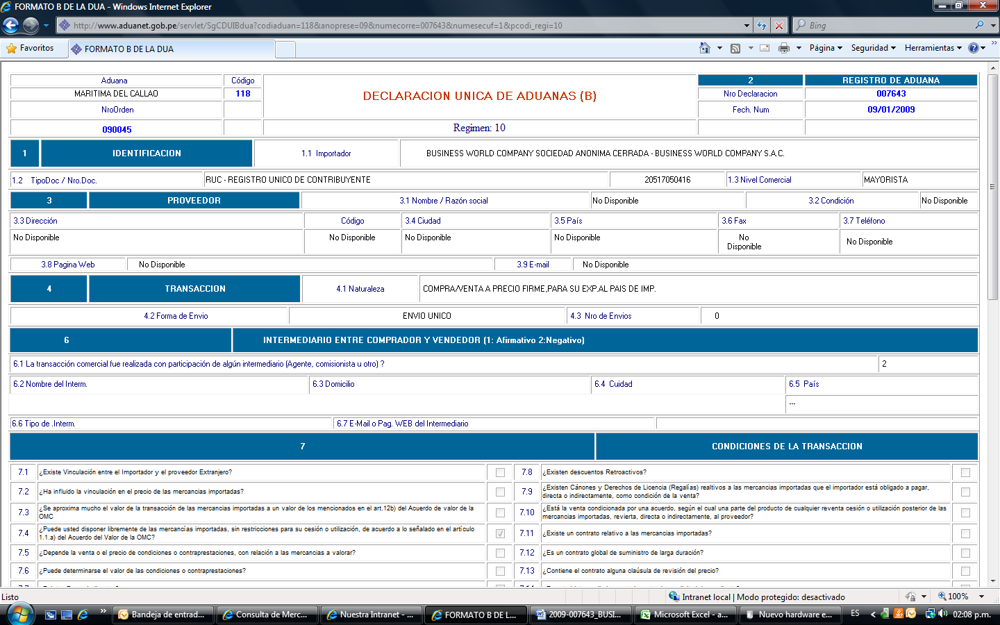 FORMATO B DE LA DUA - Windows Internet Explorer
http://www.aduanet.gob.pe/servlet/SgCDUIBdua?codiaduan=118&anoprese=09&numecorre=007643&numesecuf=1&pcodi_regi=10
Bing
Favoritos
FORMATO B DE LA DUA
Página
Seguridad
Herramientas
Aduana
Código
MARITIMA DEL CALLAO
118
NroOrden
090045
DECLARACION UNICA DE ADUANAS (B)
Regimen: 10
2
REGISTRO DE ADUANA
Nro Declaracion
007643
Fech. Num
09/01/2009
1
IDENTIFICACION
1.1 Importador
BUSINESS WORLD COMPANY SOCIEDAD ANONIMA CERRADA - BUSINESS WORLD COMPANY S.A.C.
1.2 TipoDoc / Nro.Doc.
RUC - REGISTRO UNICO DE CONTRIBUYENTE
20517050416
1.3 Nivel Comercial
MAYORISTA
3
PROVEEDOR
3.1 Nombre / Razón social
No Disponible
3.2 Condición
No Disponible
3.3 Dirección
Código
3.4 Ciudad
3.5 País
3.6 Fax
3.7 Teléfono
No Disponible
No Disponible
No Disponible
No Disponible
No
Disponible
No Disponible
3.8 Pagina Web
No Disponible
3.9 E-mail
No Disponible
4
TRANSACCION
4.1 Naturaleza
COMPRA/VENTA A PRECIO FIRME,PARA SU EXP.AL PAIS DE IMP.
4.2 Forma de Envio
ENVIO UNICO
4.3 Nro de Envios
0
6
INTERMEDIARIO ENTRE COMPRADOR Y VENDEDOR (1: Afirmativo 2:Negativo)
6.1 La transacción comercial fue realizada con participación de algún intermediario (Agente, comisionista u otro) ?
2
6.2 Nombre del Interm.
6.3 Domicilio
6.4 Cuidad
6.5 País
---
6.6 Tipo de .Interm.
6.7 E-Mail o Pag. WEB del Intermediario
7
CONDICIONES DE LA TRANSACCION
7.1
¿Existe Vinculación entre el Importador y el proveedor Extranjero?
7.8
¿Existen descuentos Retroactivos?
7.2
¿Ha influido la vinculación en el precio de las mercancias importadas?
7.9
¿Existen Cánones y Derechos de Licencia (Regalías) realtivos a las mercancias importadas que el importador está obligado a pagar,
directa o indirectamente, como condición de la venta?
7.3
¿Se aproxima mucho el valor de la transacción de las mercancias importadas a un valor de los mencionados en el art.12b) del Acuerdo de valor de la
OMC
7.10
¿Está la venta condicionada por una acuerdo, según el cual una parte del producto de cualquier reventa cesión o utilización posterior de las
mercancias importadas, revierta, directa o indirectamente, al proveedor?
7.4
¿Puede usted disponer libremente de las mercancías importadas, sin restricciones para su cesión o utilización, de acuerdo a lo señalado en el artículo
1.1.a) del Acuerdo del Valor de la OMC?
7.11
¿Existe un contrato relativo a las mercancias importadas?
7.5
¿Depende la venta o el precio de condiciones o contraprestaciones, con relación a las mercancias a valorar?
7.12
¿Es un contrato global de suministro de larga duración?
7.6
¿Puede determinarse el valor de las condiciones o contraprestaciones?
7.13
¿Contiene el contrato alguna claúsula de revisión del precio?
Listo
Intranet local | Modo protegido: desactivado
100%
Bandeja de entrad...
Consulta de Merc...
Nuestra Intranet - ...
FORMATO B DE L...
2009-007643_BUSI...
Microsoft Excel - a...
Nuevo hardware e...
ES
02:08 p.m.